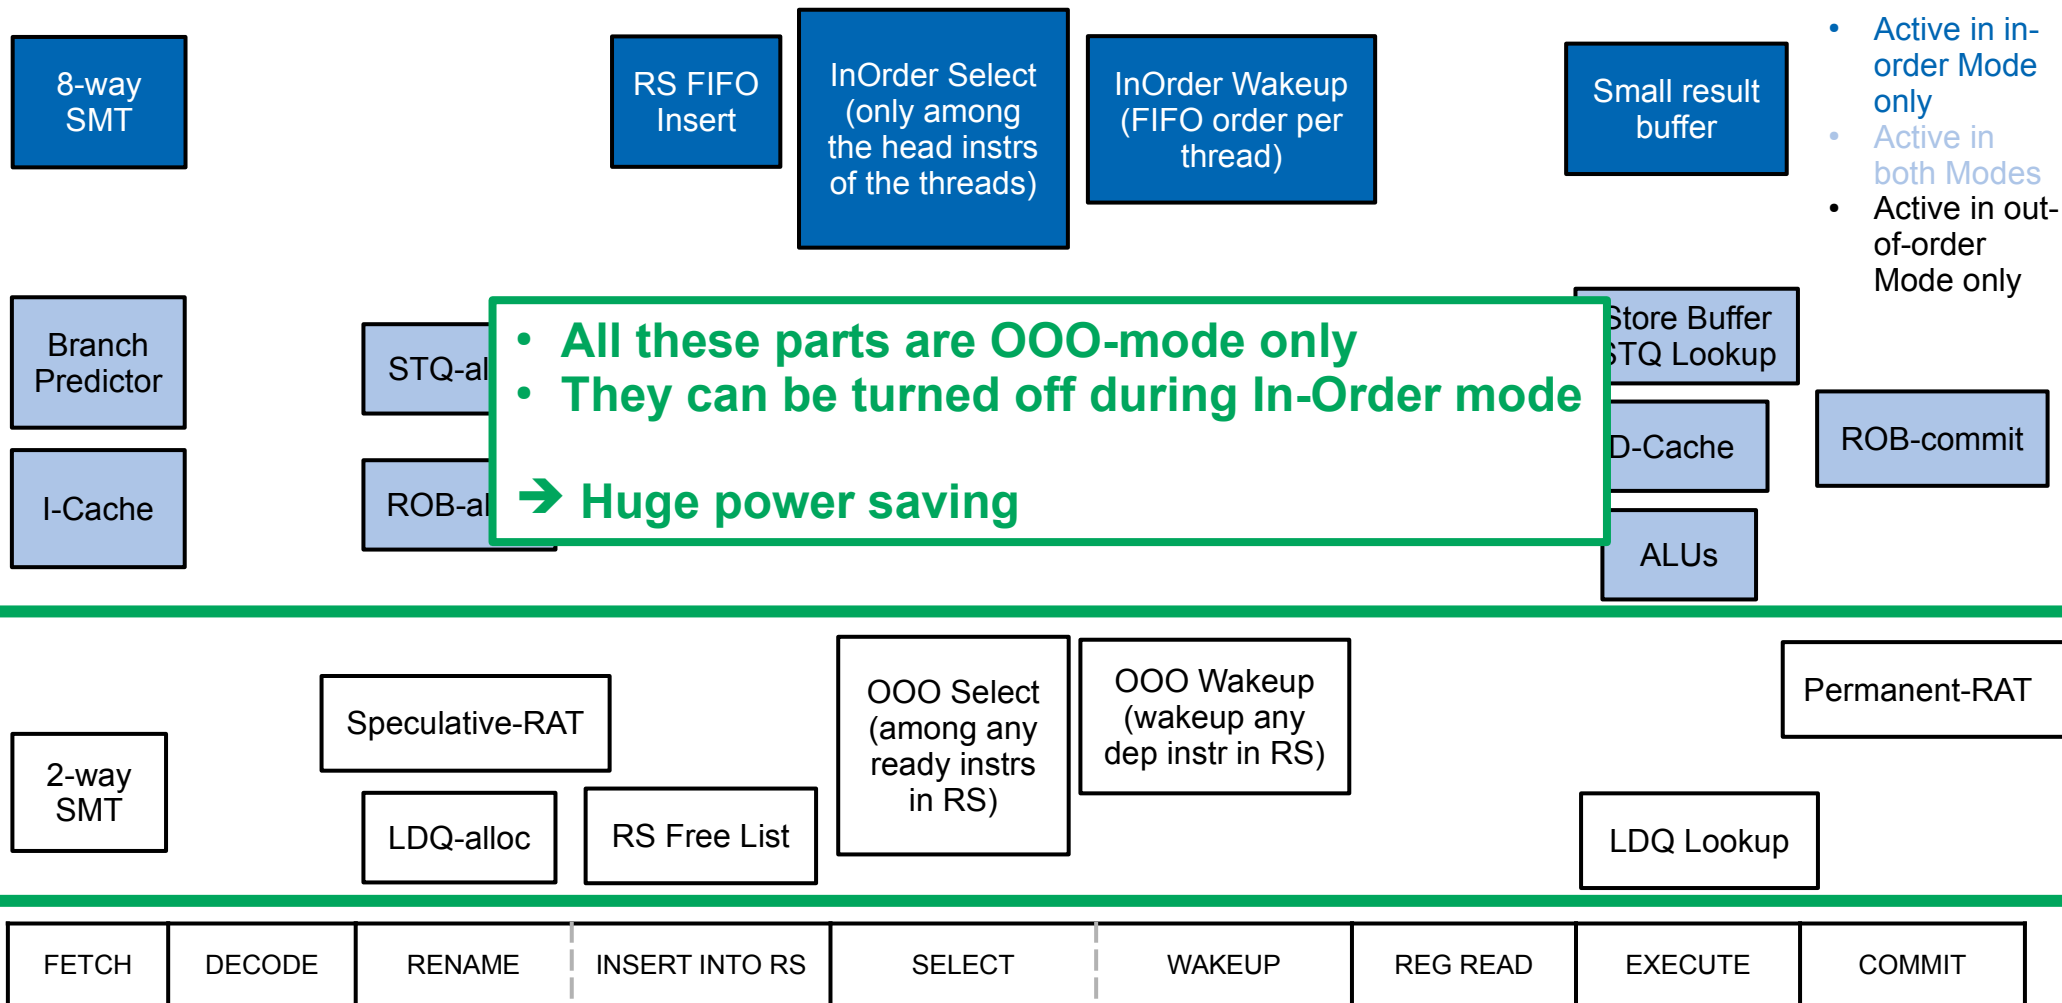 8-way
SMT
RS FIFO
Insert
InOrder Select
(only among
the head instrs
of the threads)
InOrder Wakeup
(FIFO order per
thread)
Small result
buffer
• Active in in-
order Mode
only
• Active in
both Modes
• Active in out-
of-order
Mode only
Branch
Predictor
I-Cache
STQ-al
ROB-al
• All these parts are OOO-mode only
• They can be turned off during In-Order mode
➔ Huge power saving
Store Buffer
STQ Lookup
D-Cache
ALUs
ROB-commit
2-way
SMT
Speculative-RAT
LDQ-alloc
RS Free List
OOO Select
(among any
ready instrs
in RS)
OOO Wakeup
(wakeup any
dep instr in RS)
LDQ Lookup
Permanent-RAT
FETCH
DECODE
RENAME
INSERT INTO RS
SELECT
WAKEUP
REG READ
EXECUTE
COMMIT